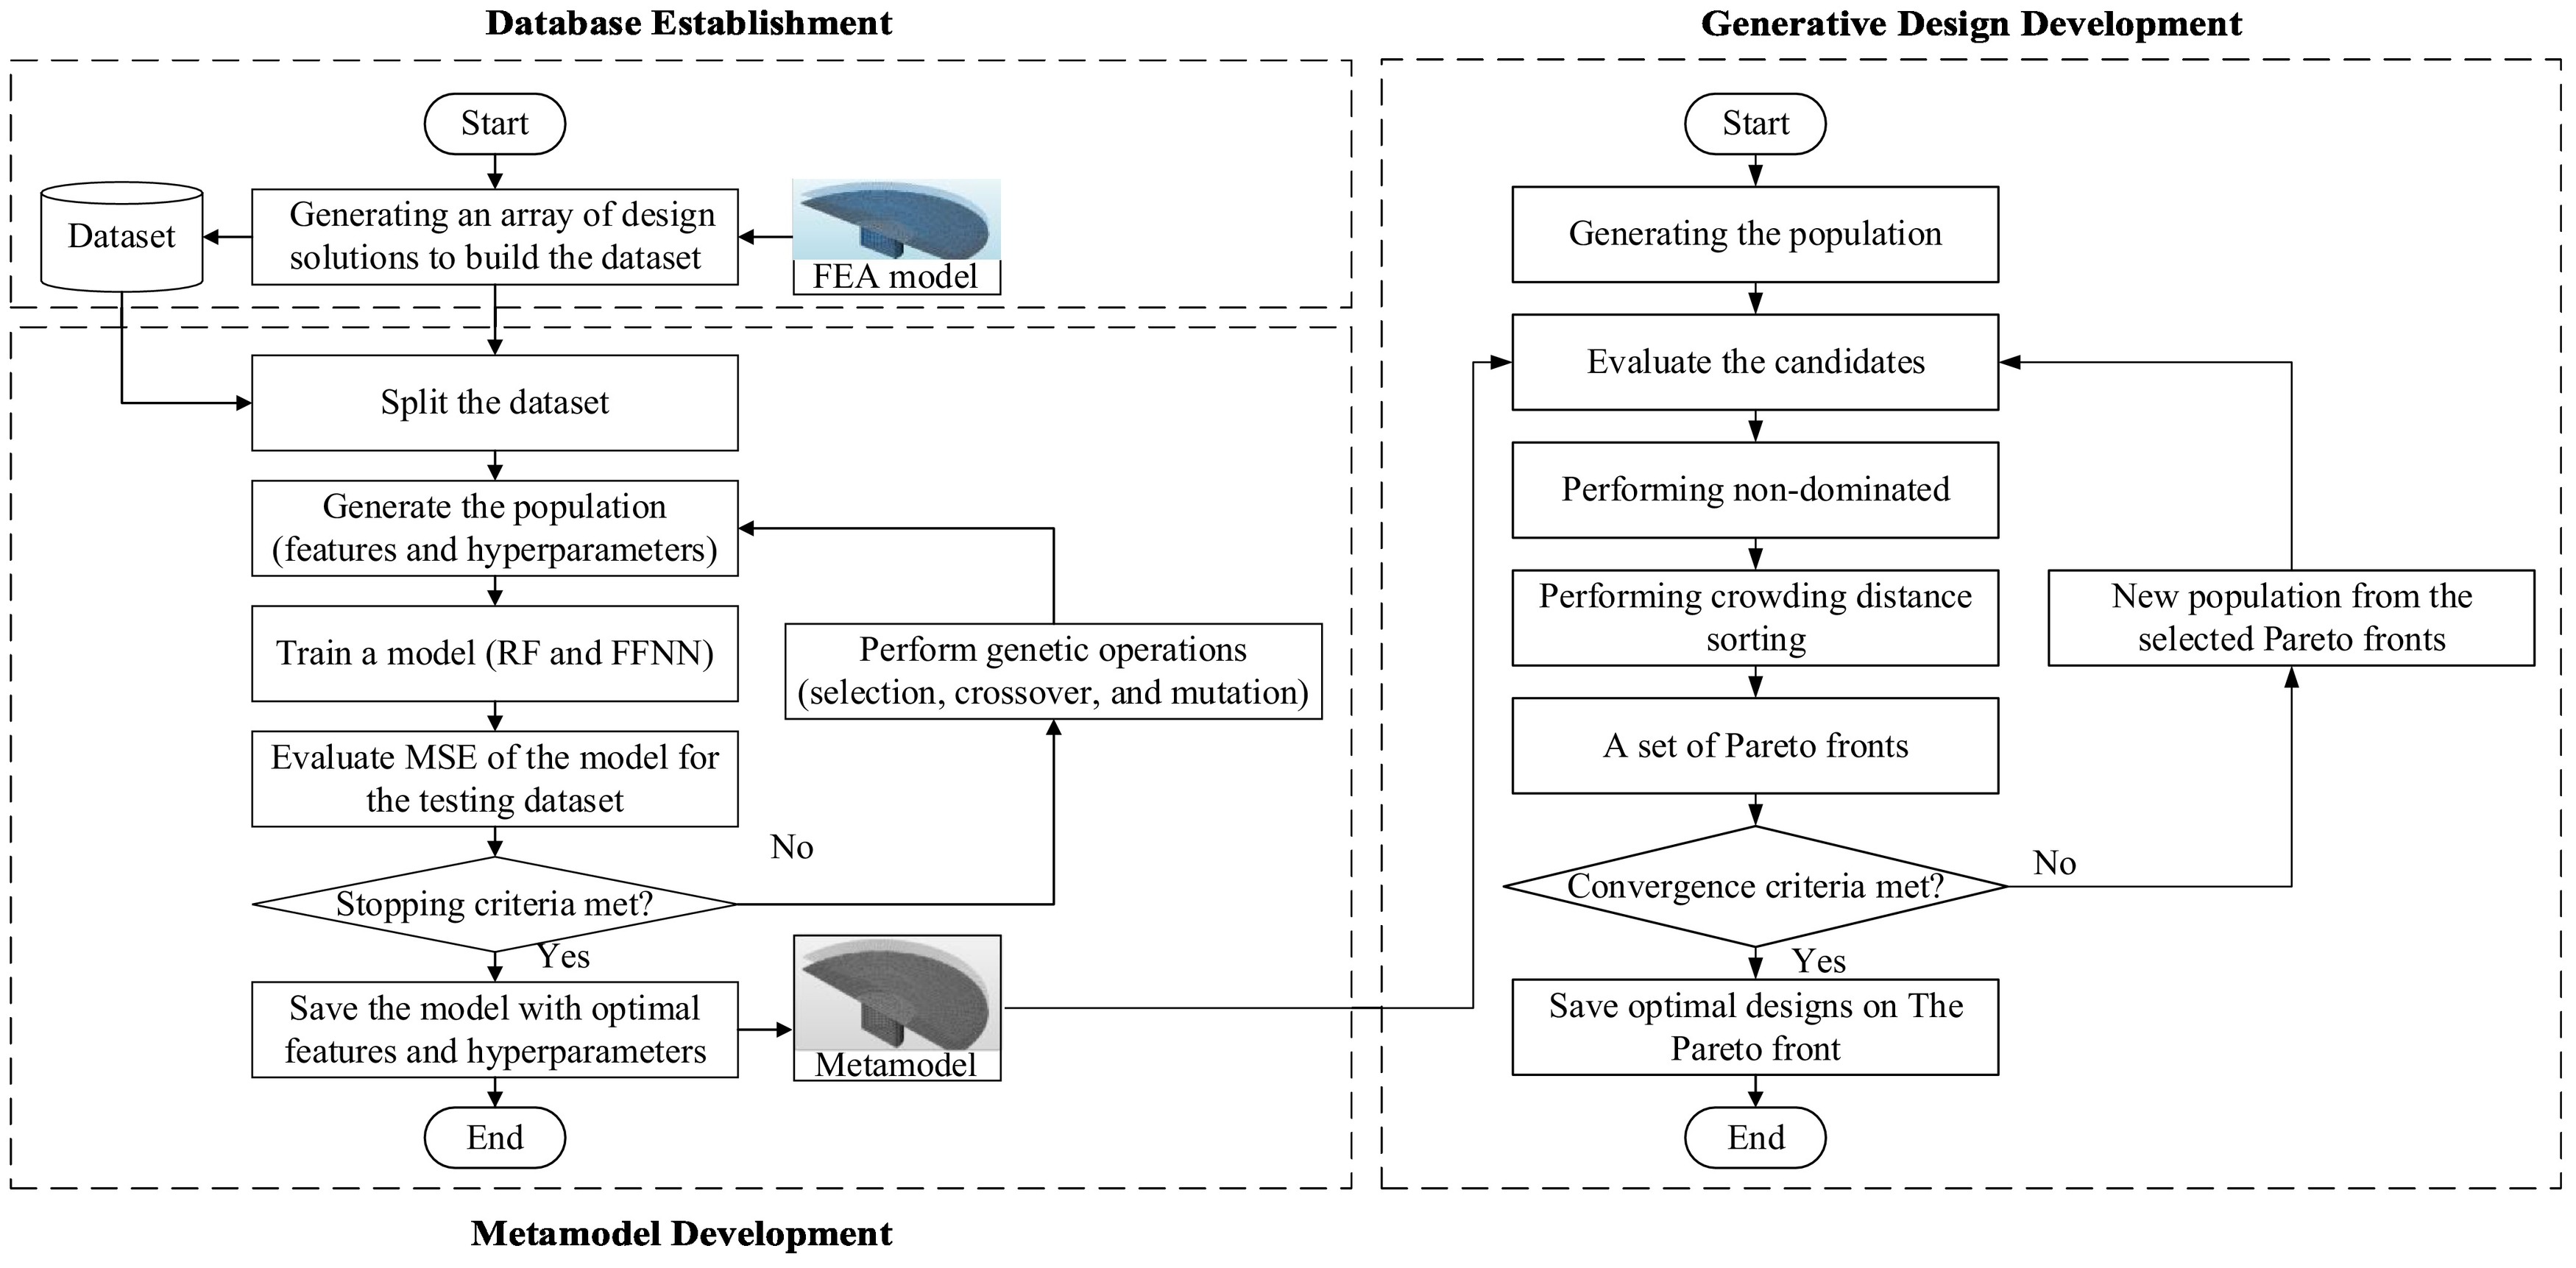 Database Establishment
Start
Dataset
Generating an array of design
solutions to build the dataset
FEA model
Split the dataset
Generate the population
(features and hyperparameters)
Train a model (RF and FFNN)
Perform genetic operations
(selection, crossover, and mutation)
Evaluate MSE of the model for
the testing dataset
No
Stopping criteria met?
Yes
Save the model with optimal
features and hyperparameters
Metamodel
End
Metamodel Development
Generative Design Development
Start
Generating the population
Evaluate the candidates
Performing non-dominated
Performing crowding distance
sorting
New population from the
selected Pareto fronts
A set of Pareto fronts
No
Convergence criteria met?
Yes
Save optimal designs on The
Pareto front
End